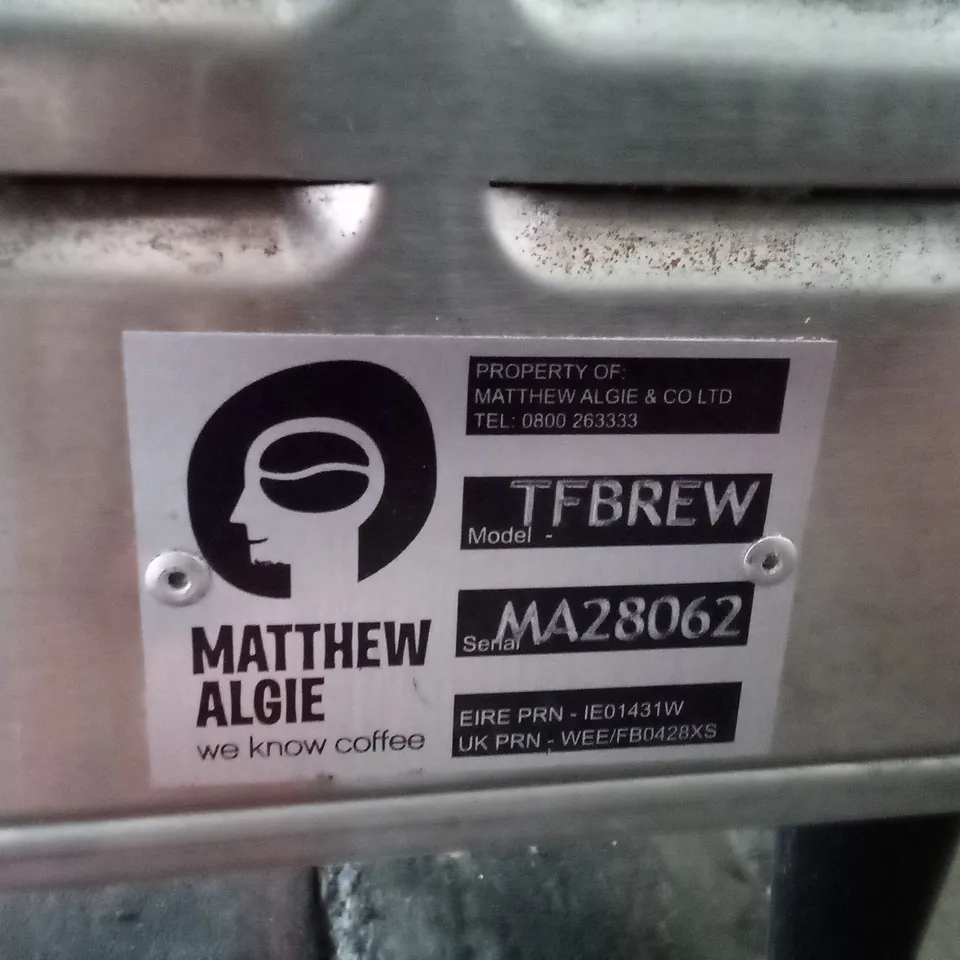 MATTHEW
ALGIE
we know coffee
PROPERTY OF:
MATTHEW ALGIE & CO LTD
TEL: 0800 263333
Model - TFBREW
Serial - MA28062
EIRE PRN - IE01431W
UK PRN - WEE/FB0428XS